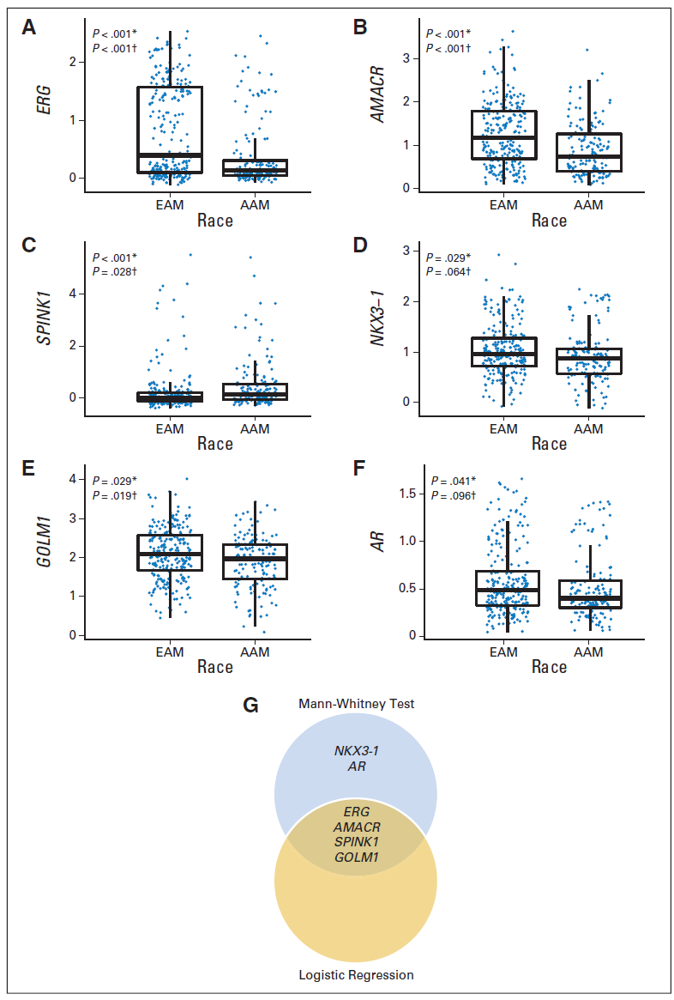 A
P < .001*
P < .001†
ERG
2
1
0
EAM
AAM
Race
B
P < .001*
P < .001†
AMACR
3
2
1
0
EAM
AAM
Race
C
P < .001*
P = .028†
SPINK1
4
2
0
EAM
AAM
Race
D
P = .029*
P = .064†
NKX3–1
3
2
1
0
EAM
AAM
Race
E
P = .029*
P = .019†
GOLM1
4
3
2
1
0
EAM
AAM
Race
F
P = .041*
P = .096†
AR
1.5
1.0
0.5
0
EAM
AAM
Race
G
Mann-Whitney Test
NKX3-1
AR
ERG
AMACR
SPINK1
GOLM1
Logistic Regression